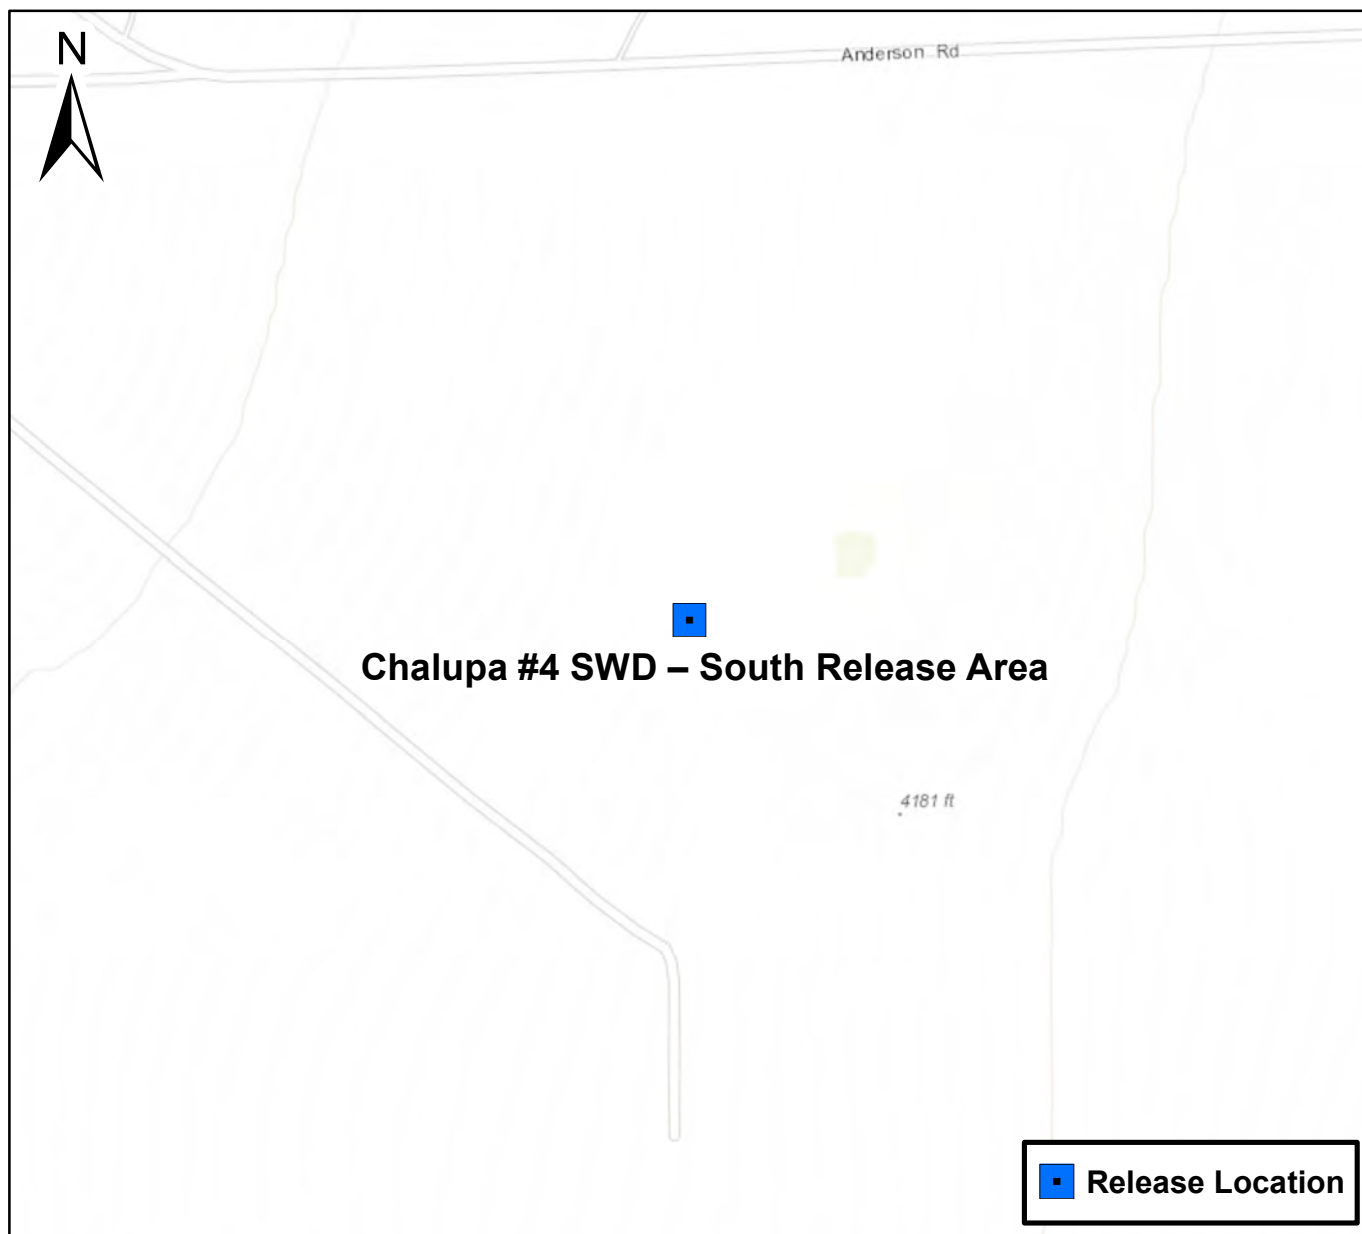 N
Anderson Rd
Chalupa #4 SWD – South Release Area
4181 ft
Release Location